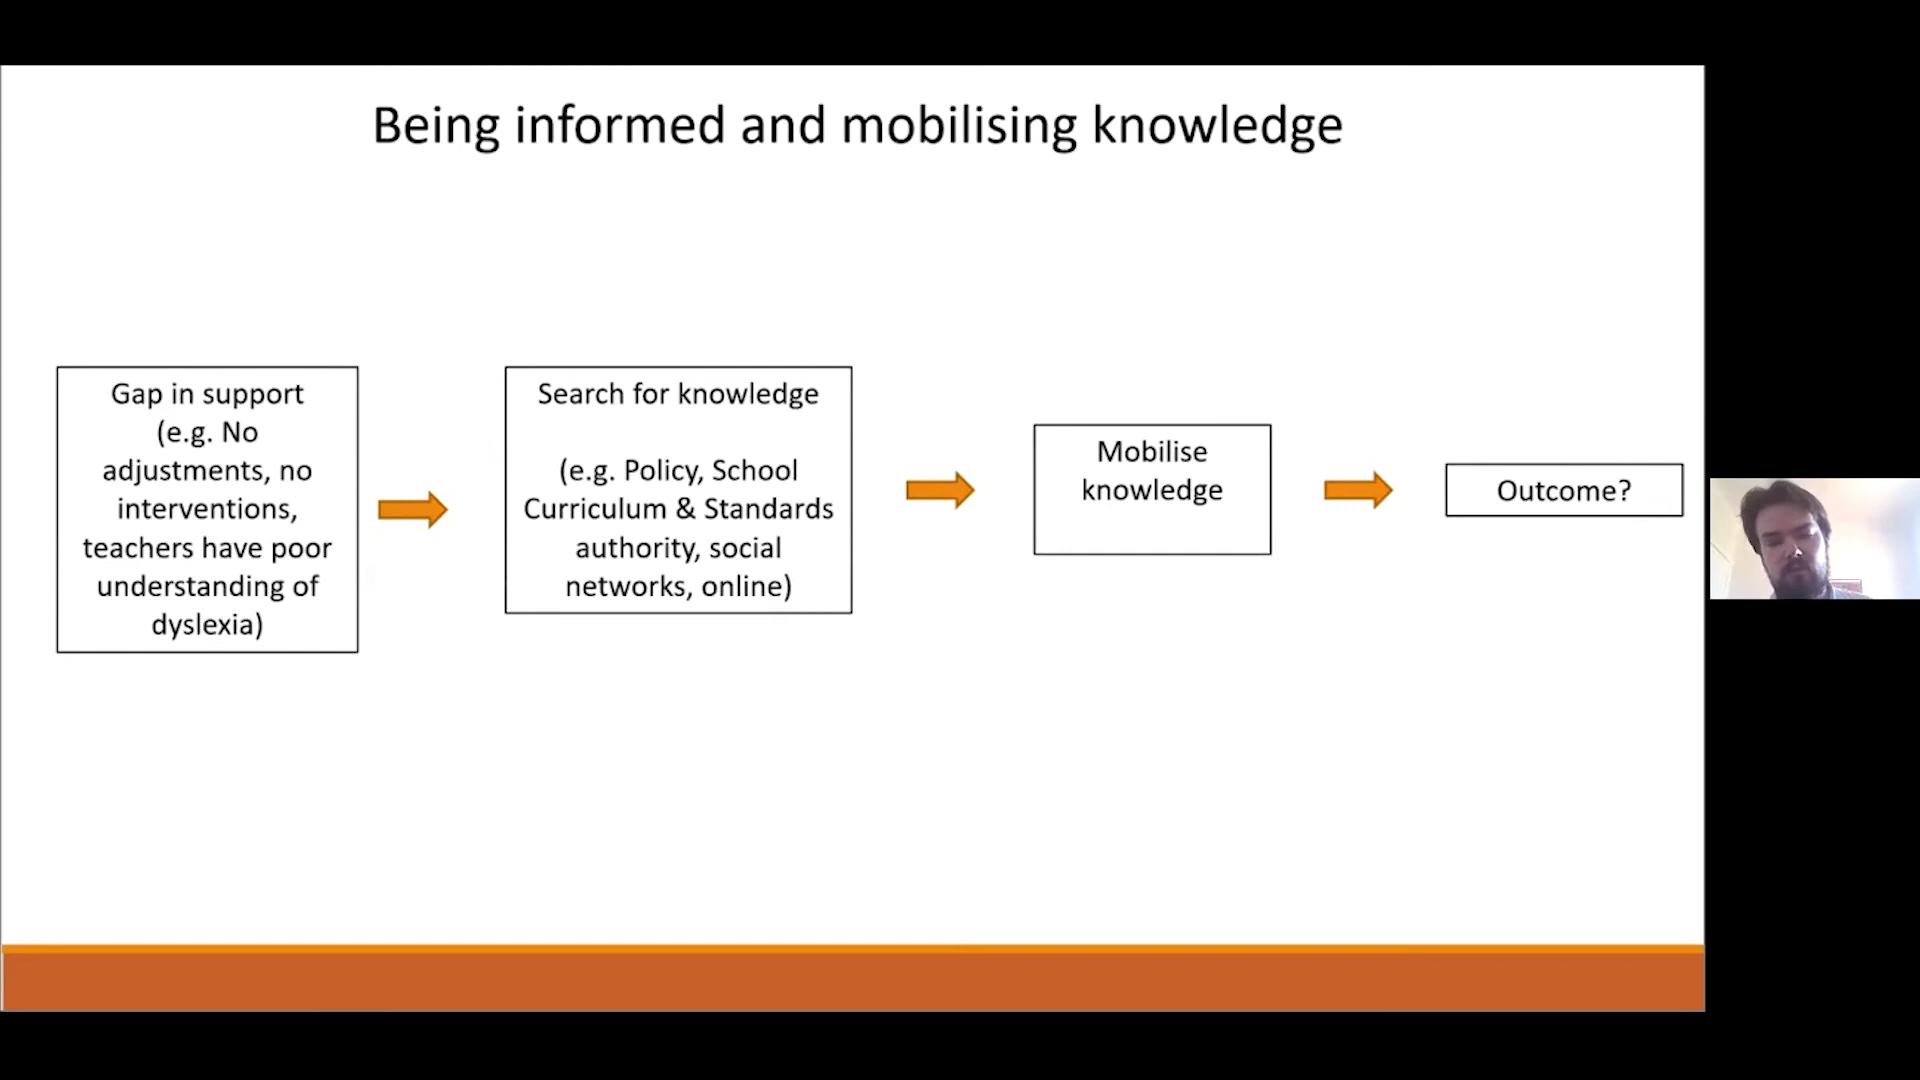 Being informed and mobilising knowledge
Gap in support
(e.g. No
adjustments, no
interventions,
teachers have poor
understanding of
dyslexia)
Search for knowledge
(e.g. Policy, School
Curriculum & Standards
authority, social
networks, online)
Mobilise
knowledge
Outcome?